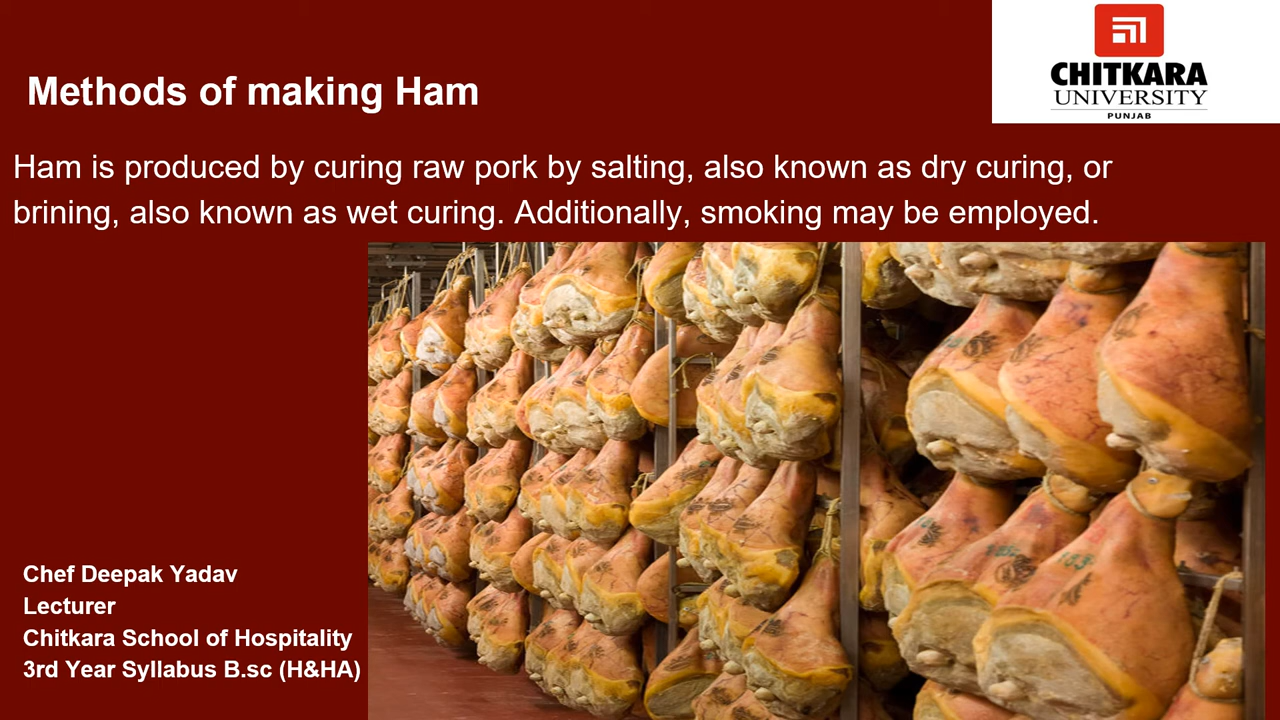 CHITKARA
UNIVERSITY
PUNJAB
Methods of making Ham
Ham is produced by curing raw pork by salting, also known as dry curing, or
brining, also known as wet curing. Additionally, smoking may be employed.
Chef Deepak Yadav
Lecturer
Chitkara School of Hospitality
3rd Year Syllabus B.sc (H&HA)